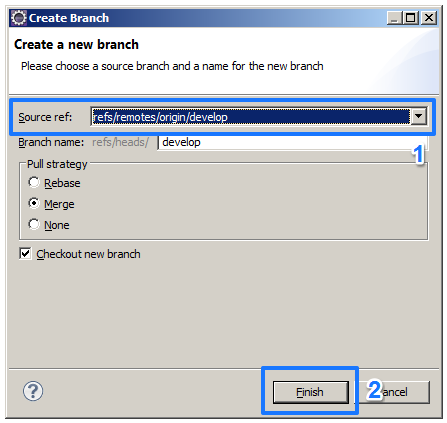 Create Branch
Create a new branch
Please choose a source branch and a name for the new branch
Source ref: refs/remotes/origin/develop
1
Branch name: refs/heads/ develop
Pull strategy
Rebase
Merge
None
Checkout new branch
?
Finish 2 ancel